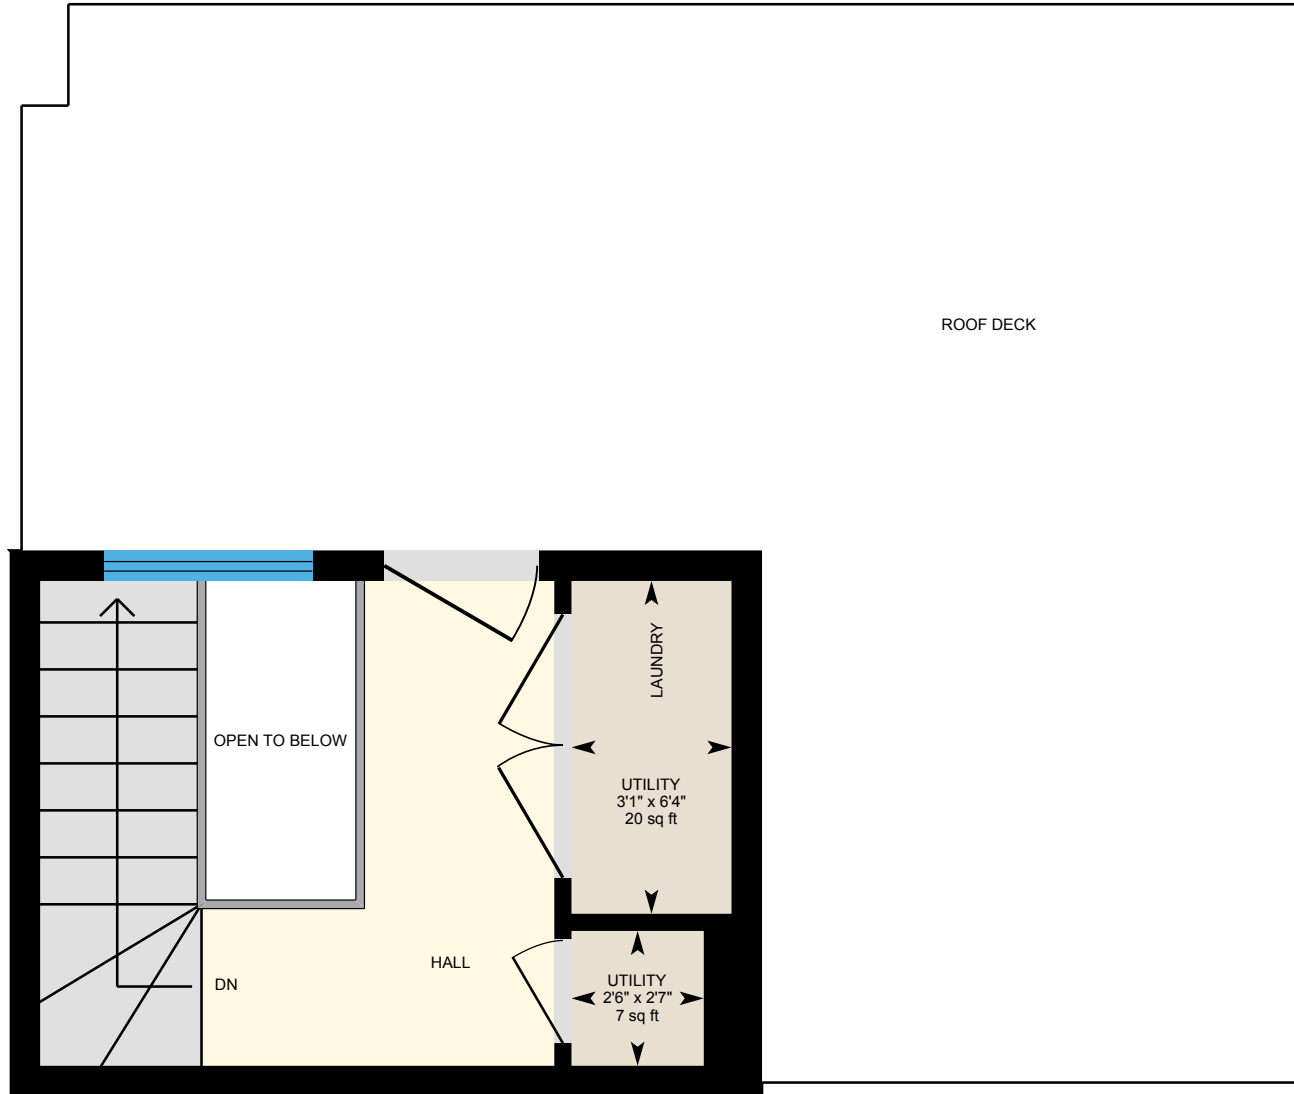 ROOF DECK
LAUNDRY
OPEN TO BELOW
UTILITY
3'1" x 6'4"
20 sq ft
HALL
DN
UTILITY
2'6" x 2'7"
7 sq ft